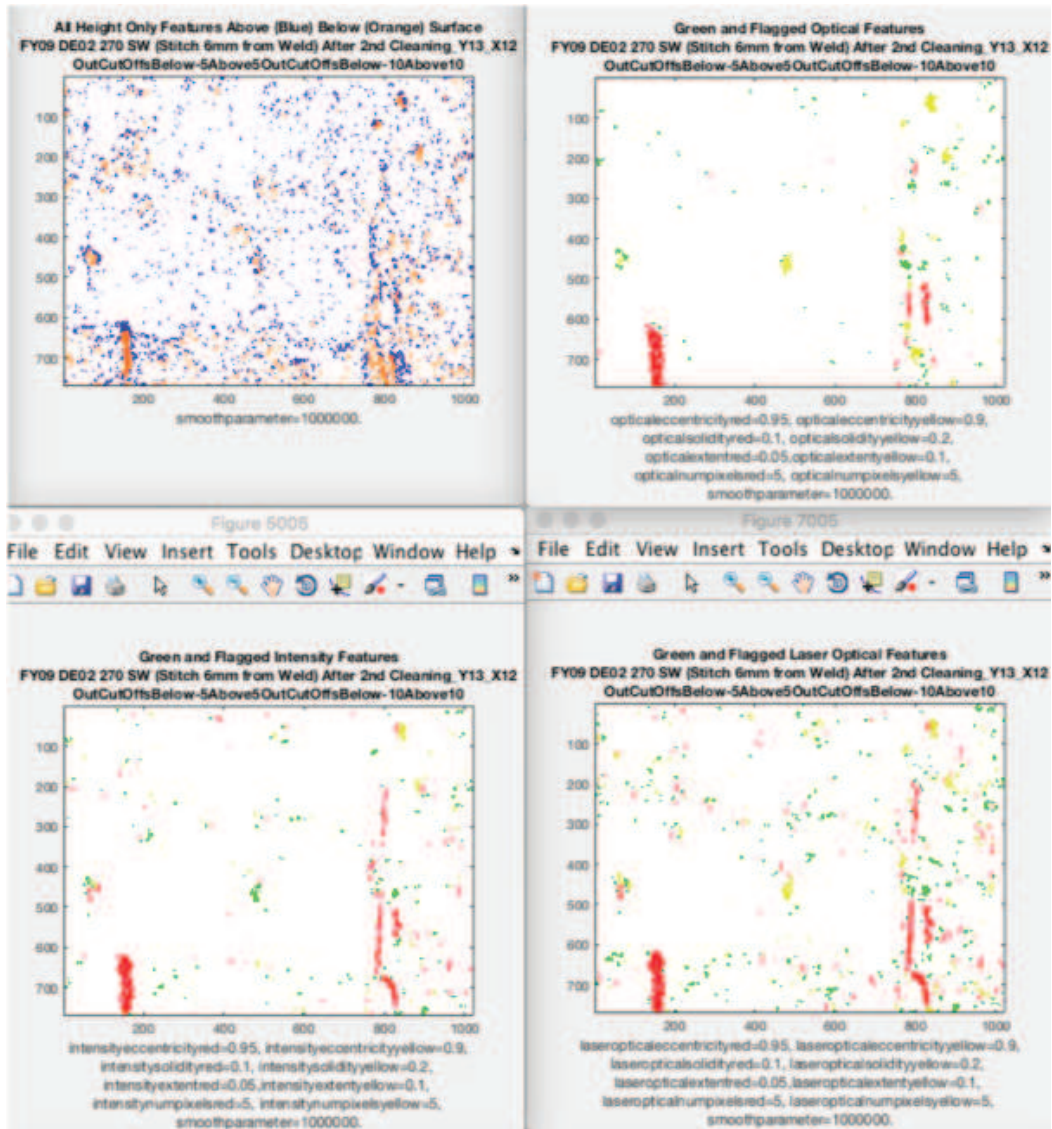 All Height Only Features Above (Blue) Below (Orange) Surface
FY09 DE02 270 SW (Stitch 6mm from Weld) After 2nd Cleaning_Y13_X12
OutCutOffsBelow-5Above5OutCutOffsBelow-10Above10
100
200
300
400
500
600
700
200
400
600
800
1000
smoothparameter=1000000.
Green and Flagged Optical Features
FY09 DE02 270 SW (Stitch 6mm from Weld) After 2nd Cleaning_Y13_X12
OutCutOffsBelow-5Above5OutCutOffsBelow-10Above10
100
200
300
400
500
600
700
200
400
600
800
1000
opticaleccentricityred=0.95, opticaleccentricityyellow=0.9,
opticalsolidityred=0.1, opticalsolidityyellow=0.2,
opticalextentred=0.05,opticalextentyellow=0.1,
opticalnumpixelsred=5, opticalnumpixelsyellow=5,
smoothparameter=1000000.
Figure 5005
File Edit View Insert Tools Desktop Window Help
Green and Flagged Intensity Features
FY09 DE02 270 SW (Stitch 6mm from Weld) After 2nd Cleaning_Y13_X12
OutCutOffsBelow-5Above5OutCutOffsBelow-10Above10
100
200
300
400
500
600
700
200
400
600
800
1000
intensityeccentricityred=0.95, intensityeccentricityyellow=0.9,
intensitysolidityred=0.1, intensitysolidityyellow=0.2,
intensityextentred=0.05,intensityextentyellow=0.1,
intensitynumpixelsred=5, intensitynumpixelsyellow=5,
smoothparameter=1000000.
Figure 7005
File Edit View Insert Tools Desktop Window Help
Green and Flagged Laser Optical Features
FY09 DE02 270 SW (Stitch 6mm from Weld) After 2nd Cleaning_Y13_X12
OutCutOffsBelow-5Above5OutCutOffsBelow-10Above10
100
200
300
400
500
600
700
200
400
600
800
1000
laseropticaleccentricityred=0.95, laseropticaleccentricityyellow=0.9,
laseropticalsolidityred=0.1, laseropticalsolidityyellow=0.2,
laseropticalextentred=0.05,laseropticalextentyellow=0.1,
laseropticalnumpixelsred=5, laseropticalnumpixelsyellow=5,
smoothparameter=1000000.